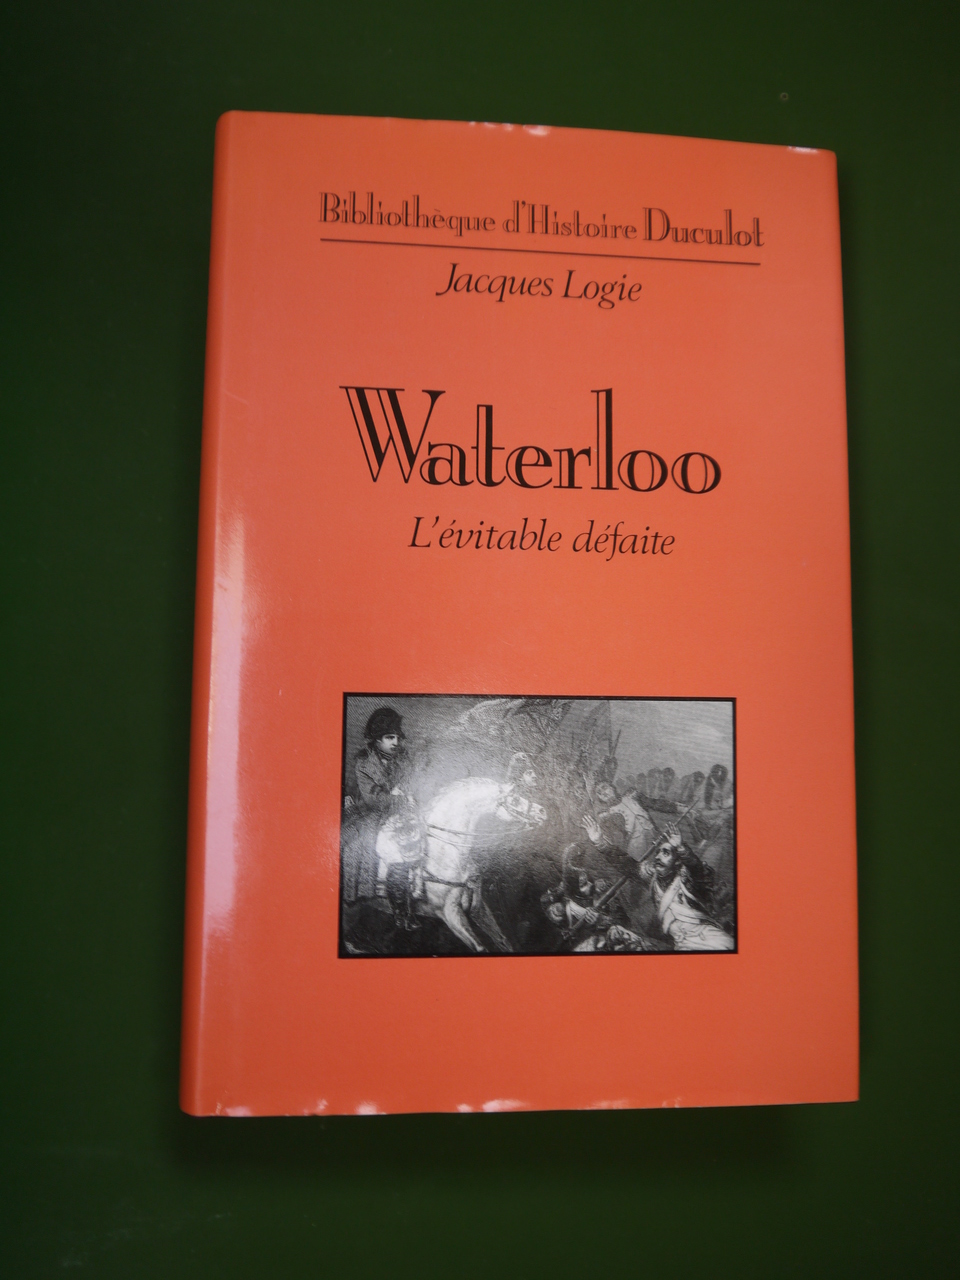 Bibliothèque d'Histoire Duculot
Jacques Logie
Waterloo
L'évitable défaite